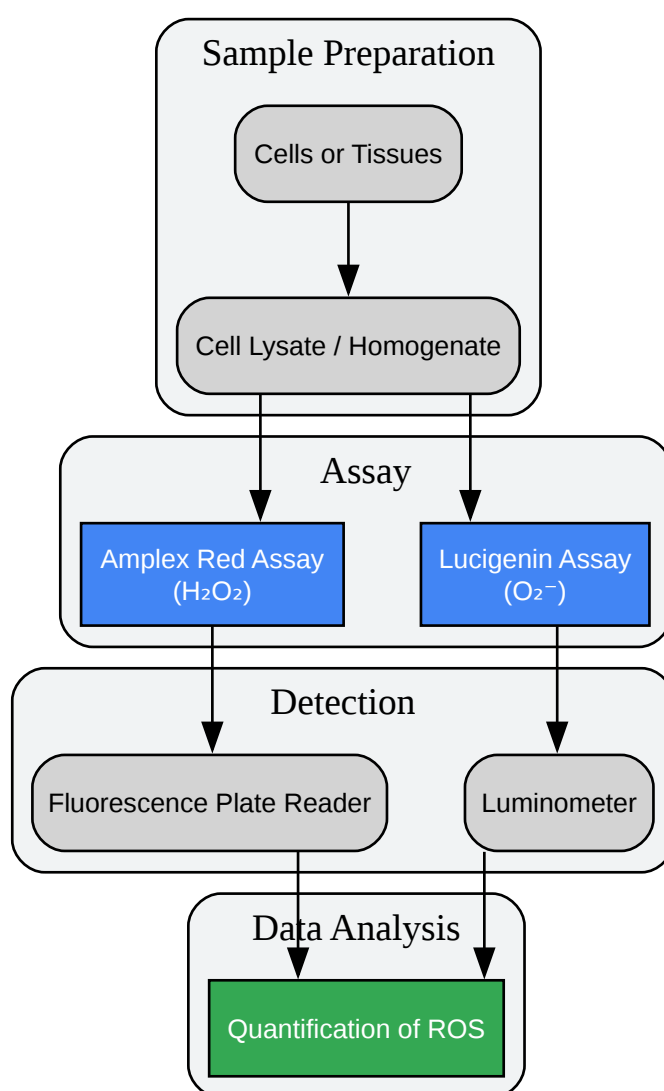 Sample Preparation
Cells or Tissues
Cell Lysate / Homogenate
Assay
Amplex Red Assay
(H₂O₂)
Lucigenin Assay
(O₂⁻)
Detection
Fluorescence Plate Reader
Luminometer
Data Analysis
Quantification of ROS